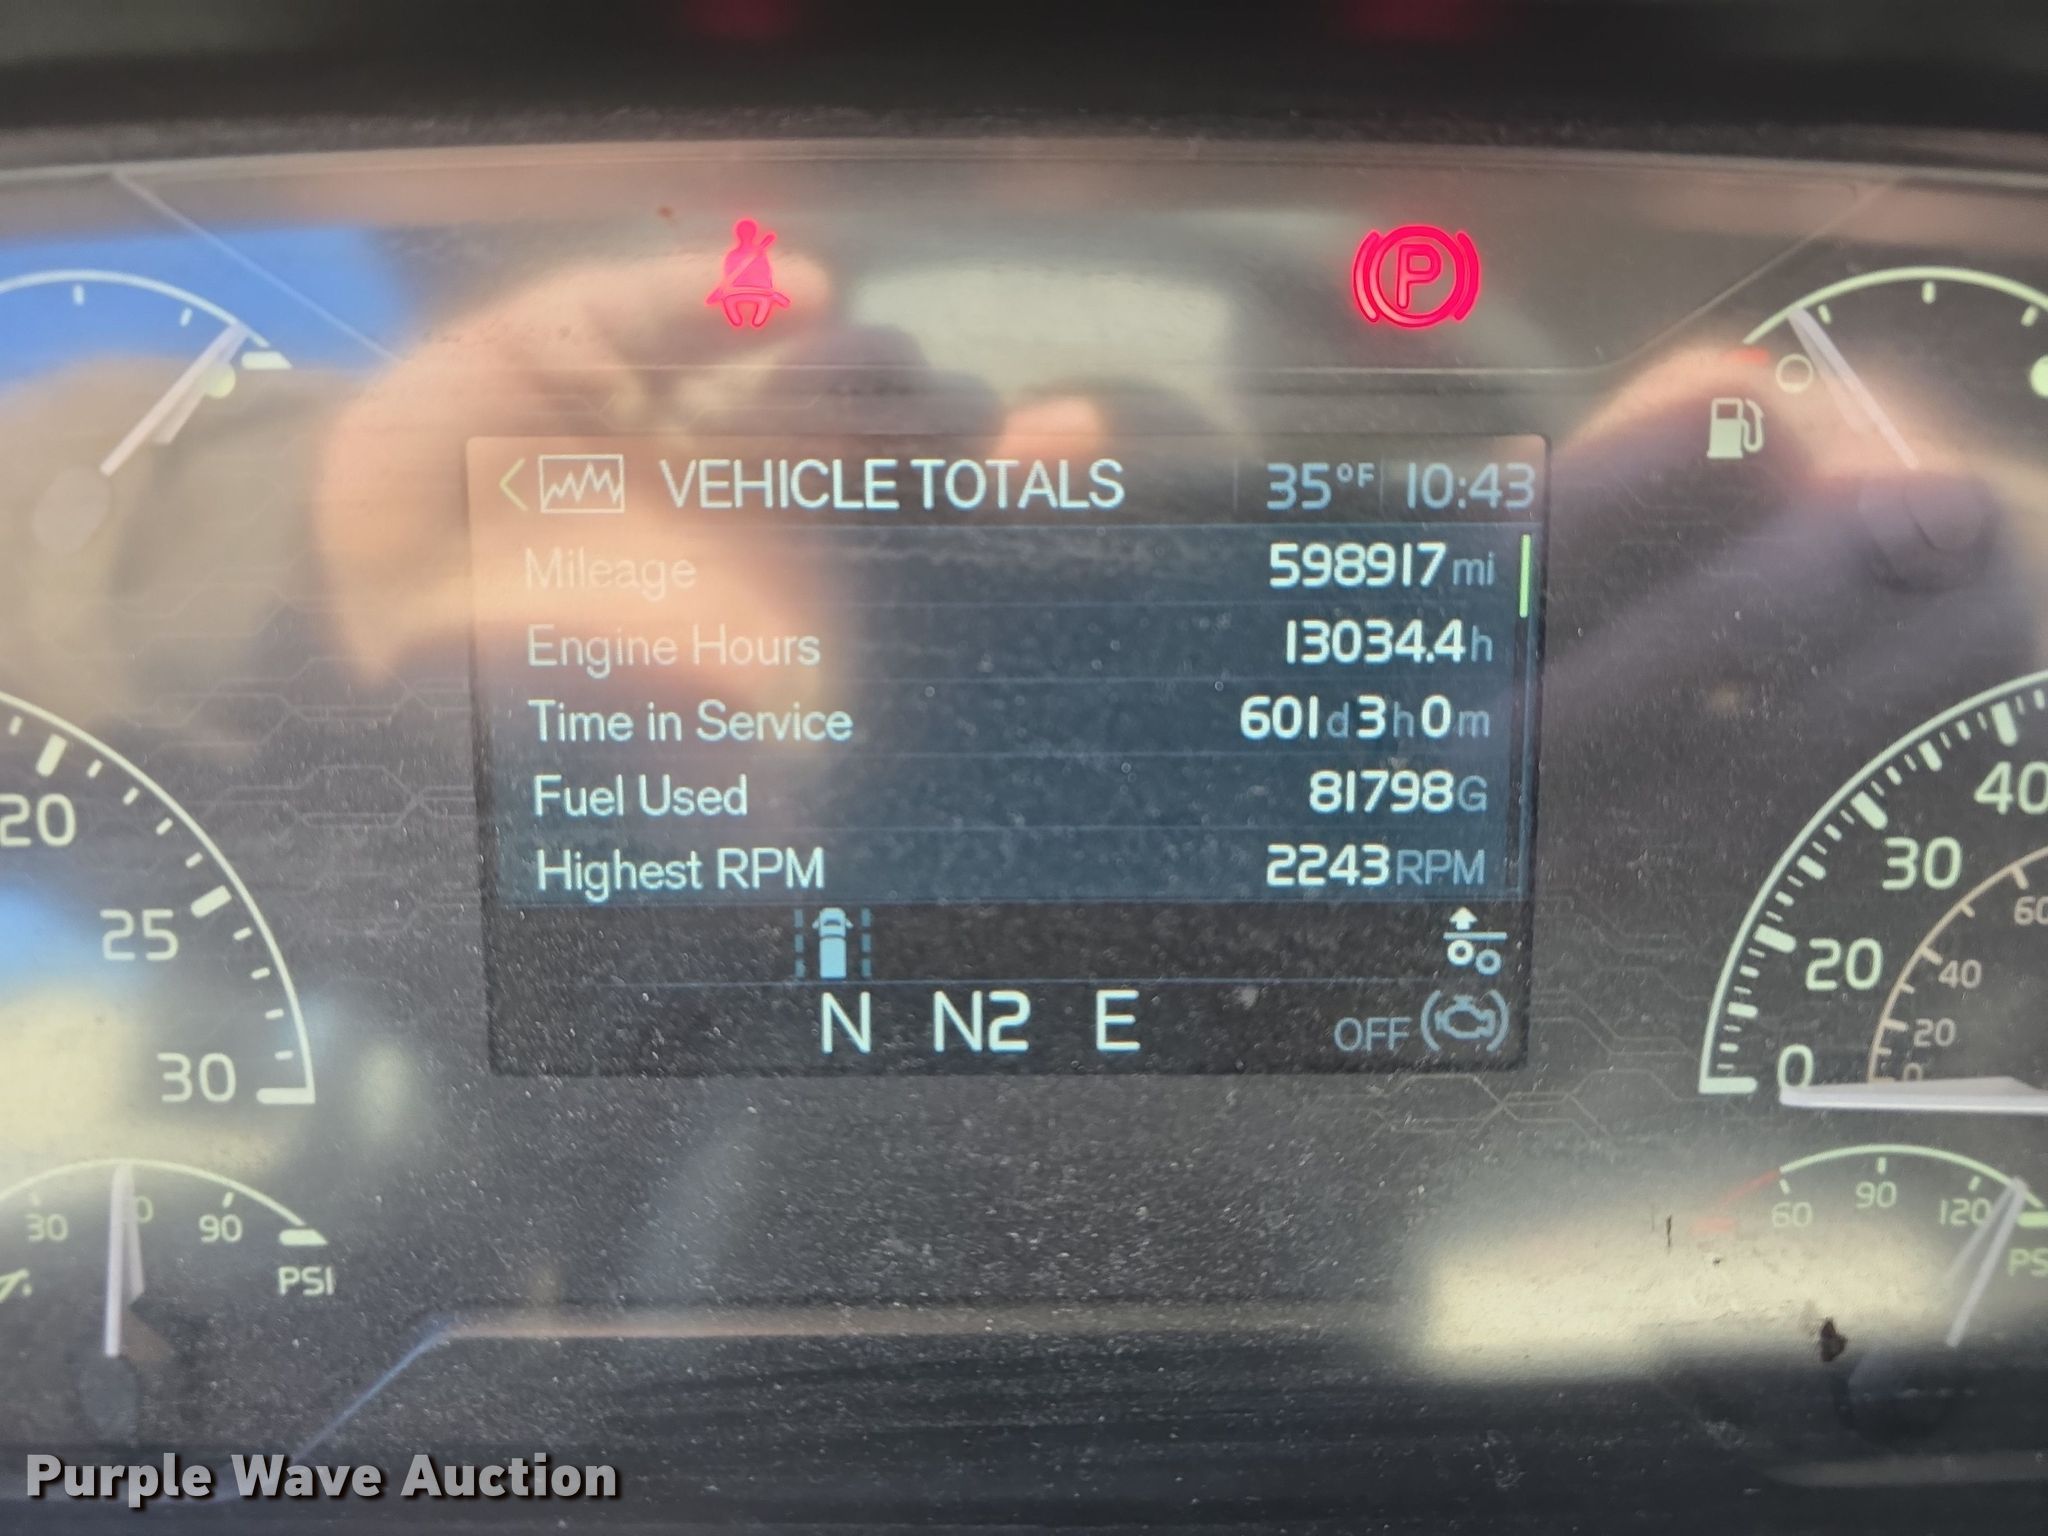 VEHICLE TOTALS 35°F 10:43
Mileage 598917 mi
Engine Hours 13034.4 h
Time in Service 601 d 3 h 0 m
Fuel Used 81798 G
Highest RPM 2243 RPM
N N2 E OFF
P
20
25
30
30 90
PSI
40
30
20
0
60
40
20
0
60 90 120
Purple Wave Auction